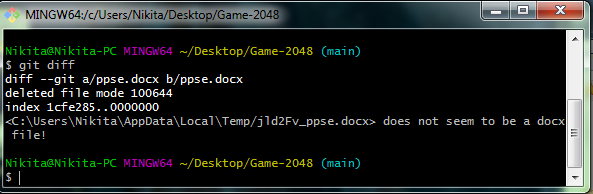 MINGW64:/c/Users/Nikita/Desktop/Game-2048
Nikita@Nikita-PC MINGW64 ~/Desktop/Game-2048 (main)
$ git diff
diff --git a/ppse.docx b/ppse.docx
deleted file mode 100644
index 1cfe285..0000000
<C:\Users\Nikita\AppData\Local\Temp/jld2Fv_ppse.docx> does not seem to be a docx
file!
Nikita@Nikita-PC MINGW64 ~/Desktop/Game-2048 (main)
$